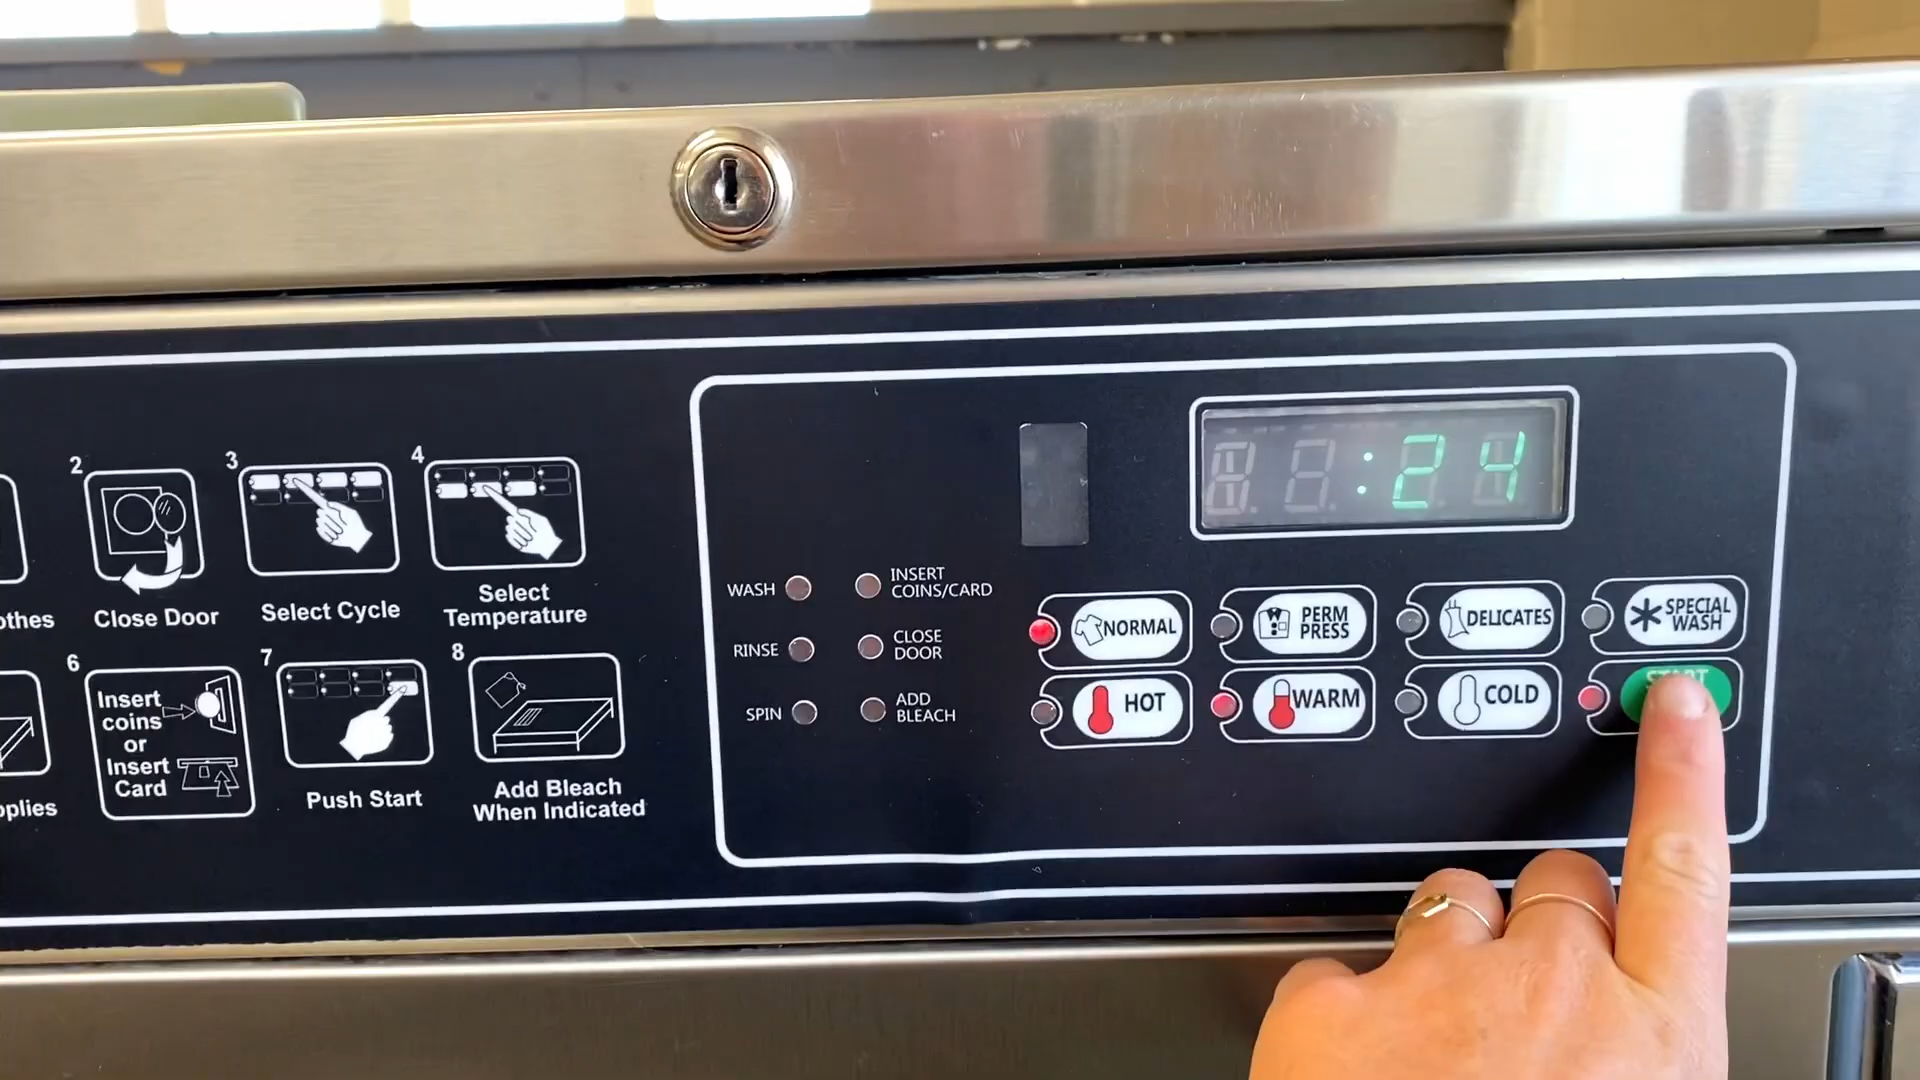 2
3
4
othes
Close Door
Select Cycle
Select
Temperature
6
7
8
Insert
coins
or
Insert
Card
pplies
Push Start
Add Bleach
When Indicated
:24
WASH
INSERT
COINS/CARD
RINSE
CLOSE
DOOR
SPIN
ADD
BLEACH
NORMAL
PERM
PRESS
DELICATES
SPECIAL
WASH
HOT
WARM
COLD
START